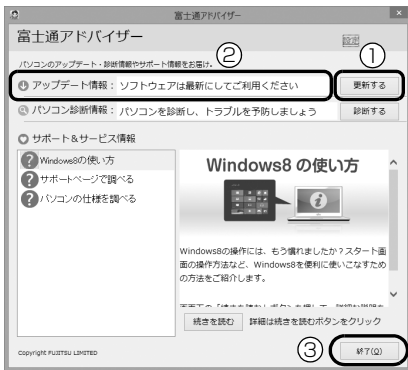 富士通アドバイザー
富士通アドバイザー
設定
パソコンのアップデート・診断情報やサポート情報をお届け。
②
①
アップデート情報： ソフトウェアは最新にしてご利用ください
更新する
パソコン診断情報： パソコンを診断し、トラブルを予防しましょう
診断する
サポート＆サービス情報
Windows8の使い方
サポートページで調べる
パソコンの仕様を調べる
Windows8 の使い方
Windows8の操作には、もう慣れましたか？スタート画
面の操作方法など、Windows8を便利に使いこなすため
の方法をご紹介します。
続きを読む
詳細は続きを読むボタンをクリック
③
終了(Q)
Copyright FUJITSU LIMITED